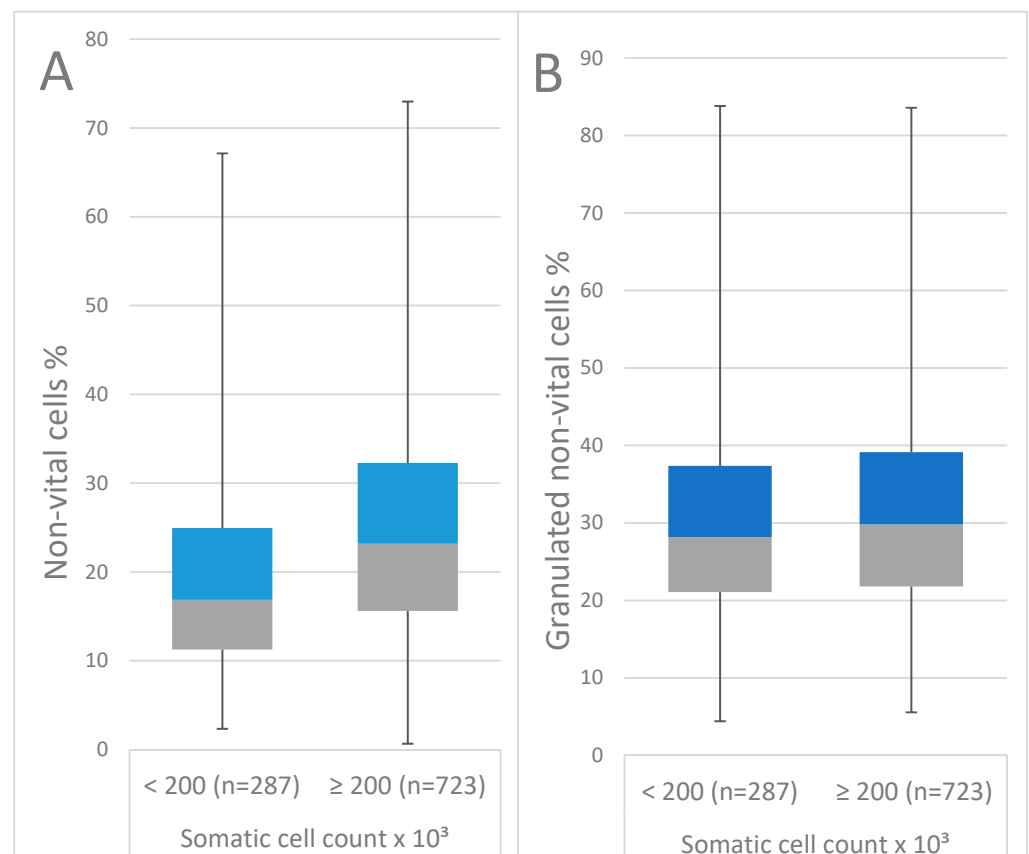 A
80
70
60
50
40
30
20
10
0
Non-vital cells %
< 200 (n=287) ≥ 200 (n=723)
Somatic cell count x 10³
B
90
80
70
60
50
40
30
20
10
0
Granulated non-vital cells %
< 200 (n=287) ≥ 200 (n=723)
Somatic cell count x 10³